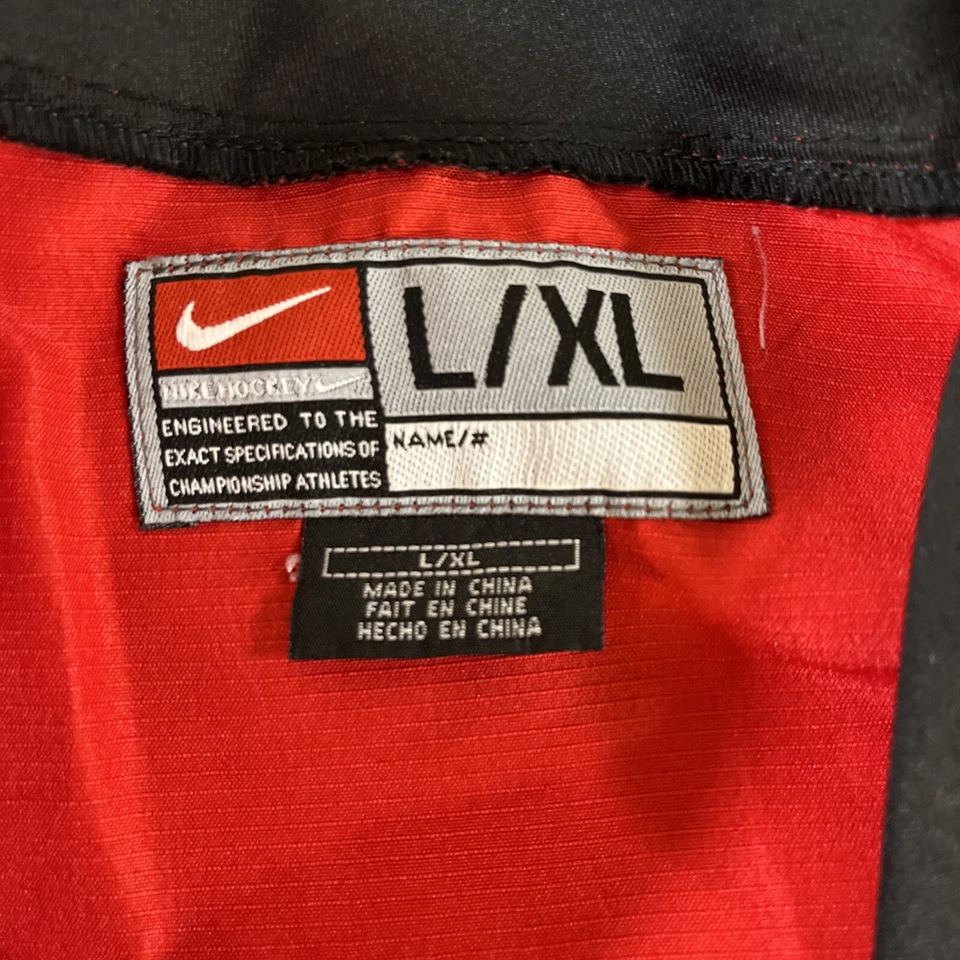 L/XL
NIKE HOCKEY
ENGINEERED TO THE
EXACT SPECIFICATIONS OF
CHAMPIONSHIP ATHLETES
NAME/#
L/XL
MADE IN CHINA
FAIT EN CHINE
HECHO EN CHINA